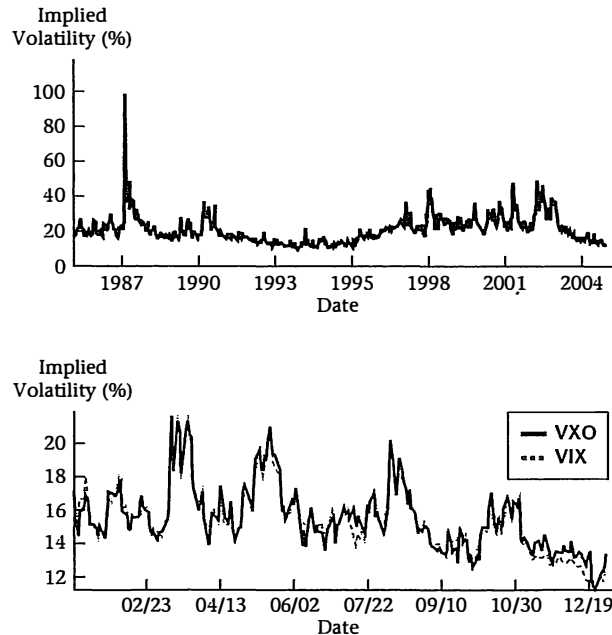 Implied
Volatility (%)
100
80
60
40
20
0
1987 1990 1993 1995 1998 2001 2004
Date
Implied
Volatility (%)
20
18
16
14
12
VXO
VIX
02/23 04/13 06/02 07/22 09/10 10/30 12/19
Date